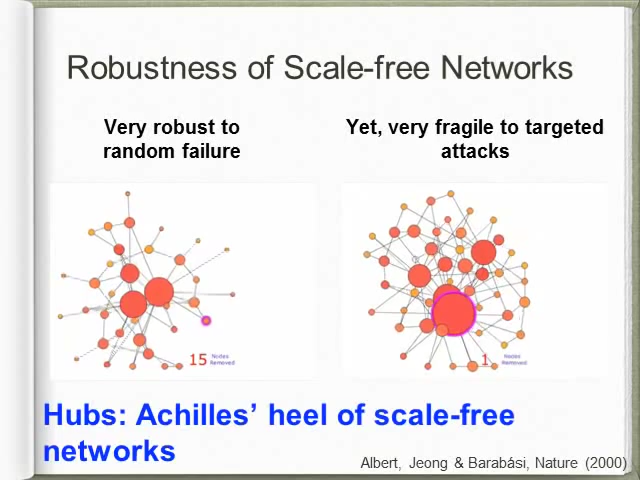 Robustness of Scale-free Networks
Very robust to
random failure
Yet, very fragile to targeted
attacks
15 Nodes
Removed
1 Nodes
Removed
Hubs: Achilles’ heel of scale-free
networks
Albert, Jeong & Barabási, Nature (2000)